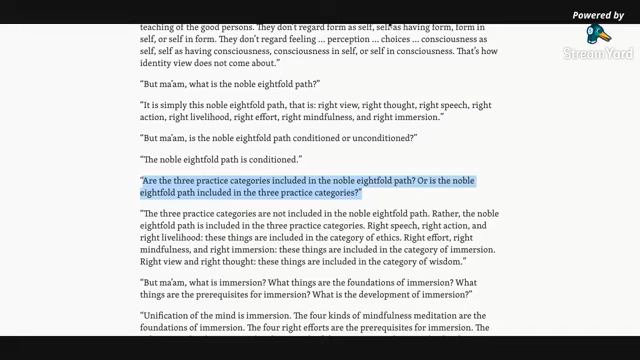 Powered by
StreamYard
teaching of the good persons. They don't regard form as self, self as having form, form in
self, or self in form. They don't regard feeling … perception … choices … consciousness as
self, self as having consciousness, consciousness in self, or self in consciousness. That's how
identity view does not come about.”
“But ma'am, what is the noble eightfold path?”
“It is simply this noble eightfold path, that is: right view, right thought, right speech, right
action, right livelihood, right effort, right mindfulness, and right immersion.”
“But ma'am, is the noble eightfold path conditioned or unconditioned?”
“The noble eightfold path is conditioned.”
“Are the three practice categories included in the noble eightfold path? Or is the noble
eightfold path included in the three practice categories?”
“The three practice categories are not included in the noble eightfold path. Rather, the noble
eightfold path is included in the three practice categories. Right speech, right action, and
right livelihood: these things are included in the category of ethics. Right effort, right
mindfulness, and right immersion: these things are included in the category of immersion.
Right view and right thought: these things are included in the category of wisdom.”
“But ma'am, what is immersion? What things are the foundations of immersion? What
things are the prerequisites for immersion? What is the development of immersion?”
“Unification of the mind is immersion. The four kinds of mindfulness meditation are the
foundations of immersion. The four right efforts are the prerequisites for immersion. The